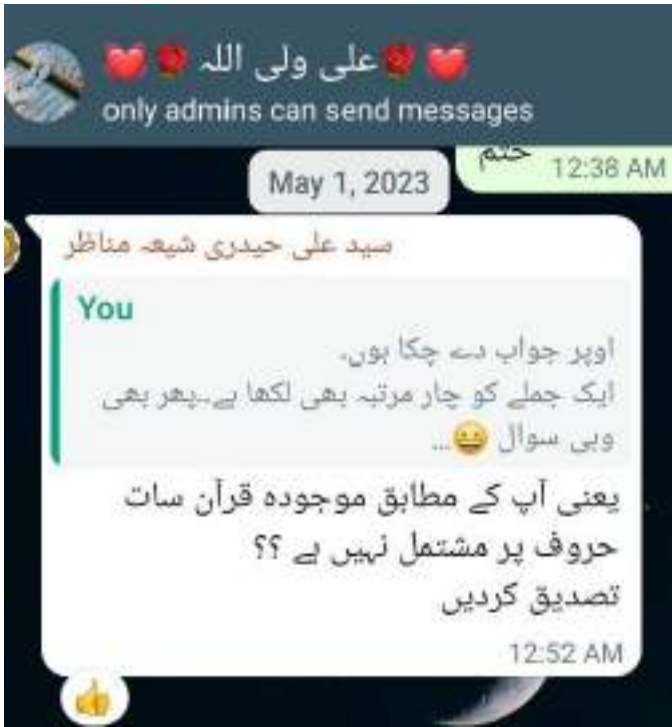 💓🌹علی ولی اللہ🌹💓
only admins can send messages
ختم
12:38 AM
May 1, 2023
سید علی حیدری شیعہ مناظر
You
اوپر جواب دے چکا ہوں۔
ایک جملے کو چار مرتبہ بھی لکھا ہے۔۔پھر بھی
وہی سوال 😀...
یعنی آپ کے مطابق موجودہ قرآن سات
حروف پر مشتمل نہیں ہے ؟؟
تصدیق کردیں
12:52 AM
👍